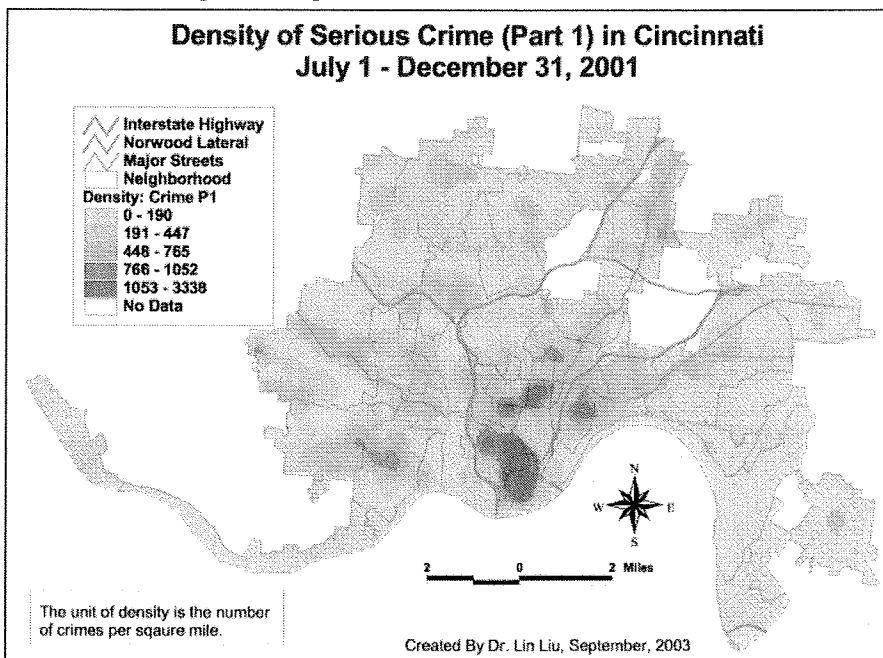 Density of Serious Crime (Part 1) in Cincinnati
July 1 - December 31, 2001
Interstate Highway
Norwood Lateral
Major Streets
Neighborhood
Density: Crime P1
0 - 190
191 - 447
448 - 765
766 - 1052
1053 - 3338
No Data
N
W
E
S
2 0 2 Miles
The unit of density is the number
of crimes per sqaure mile.
Created By Dr. Lin Liu, September, 2003